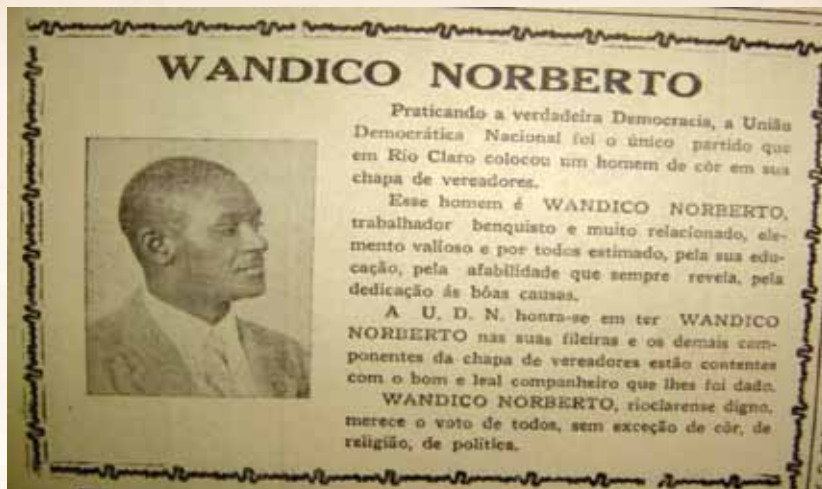 WANDICO NORBERTO
Praticando a verdadeira Democracia, a União
Democrática Nacional foi o único partido que
em Rio Claro colocou um homem de côr em sua
chapa de vereadores.
Esse homem é WANDICO NORBERTO,
trabalhador benquisto e muito relacionado, ele-
mento valioso e por todos estimado, pela sua edu-
cação, pela afabilidade que sempre revela, pela
dedicação ás bôas causas.
A U. D. N. honra-se em ter WANDICO
NORBERTO nas suas fileiras e os demais com-
ponentes da chapa de vereadores estão contentes
com o bom e leal companheiro que lhes foi dado.
WANDICO NORBERTO, rioclarense digno,
merece o voto de todos, sem exceção de côr, de
religião, de política.